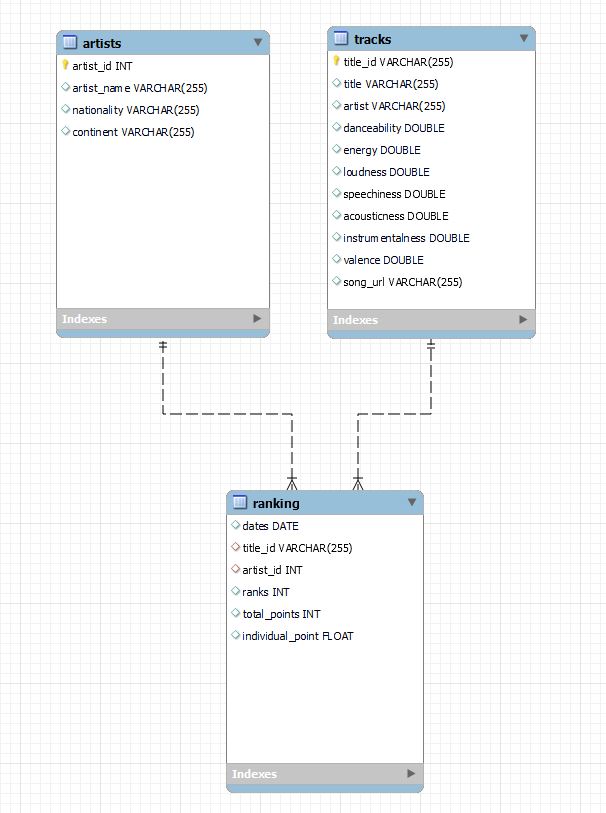 artists
artist_id INT
artist_name VARCHAR(255)
nationality VARCHAR(255)
continent VARCHAR(255)
Indexes
tracks
title_id VARCHAR(255)
title VARCHAR(255)
artist VARCHAR(255)
danceability DOUBLE
energy DOUBLE
loudness DOUBLE
speechiness DOUBLE
acousticness DOUBLE
instrumentalness DOUBLE
valence DOUBLE
song_url VARCHAR(255)
Indexes
ranking
dates DATE
title_id VARCHAR(255)
artist_id INT
ranks INT
total_points INT
individual_point FLOAT
Indexes